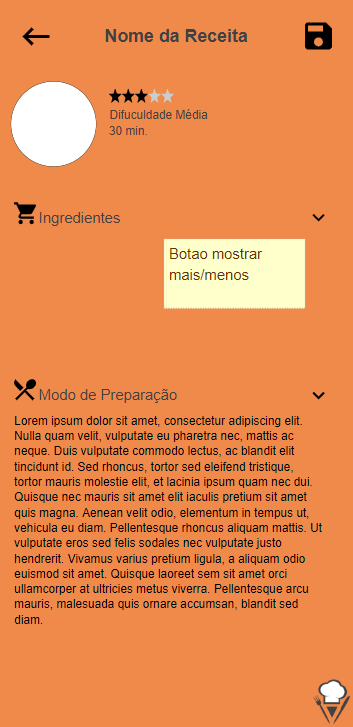 Nome da Receita
Difuculdade Média
30 min.
Ingredientes
Botao mostrar
mais/menos
Modo de Preparação
Lorem ipsum dolor sit amet, consectetur adipiscing elit.
Nulla quam velit, vulputate eu pharetra nec, mattis ac
neque. Duis vulputate commodo lectus, ac blandit elit
tincidunt id. Sed rhoncus, tortor sed eleifend tristique,
tortor mauris molestie elit, et lacinia ipsum quam nec dui.
Quisque nec mauris sit amet elit iaculis pretium sit amet
quis magna. Aenean velit odio, elementum in tempus ut,
vehicula eu diam. Pellentesque rhoncus aliquam mattis. Ut
vulputate eros sed felis sodales nec vulputate justo
hendrerit. Vivamus varius pretium ligula, a aliquam odio
euismod sit amet. Quisque laoreet sem sit amet orci
ullamcorper at ultricies metus viverra. Pellentesque arcu
mauris, malesuada quis ornare accumsan, blandit sed
diam.